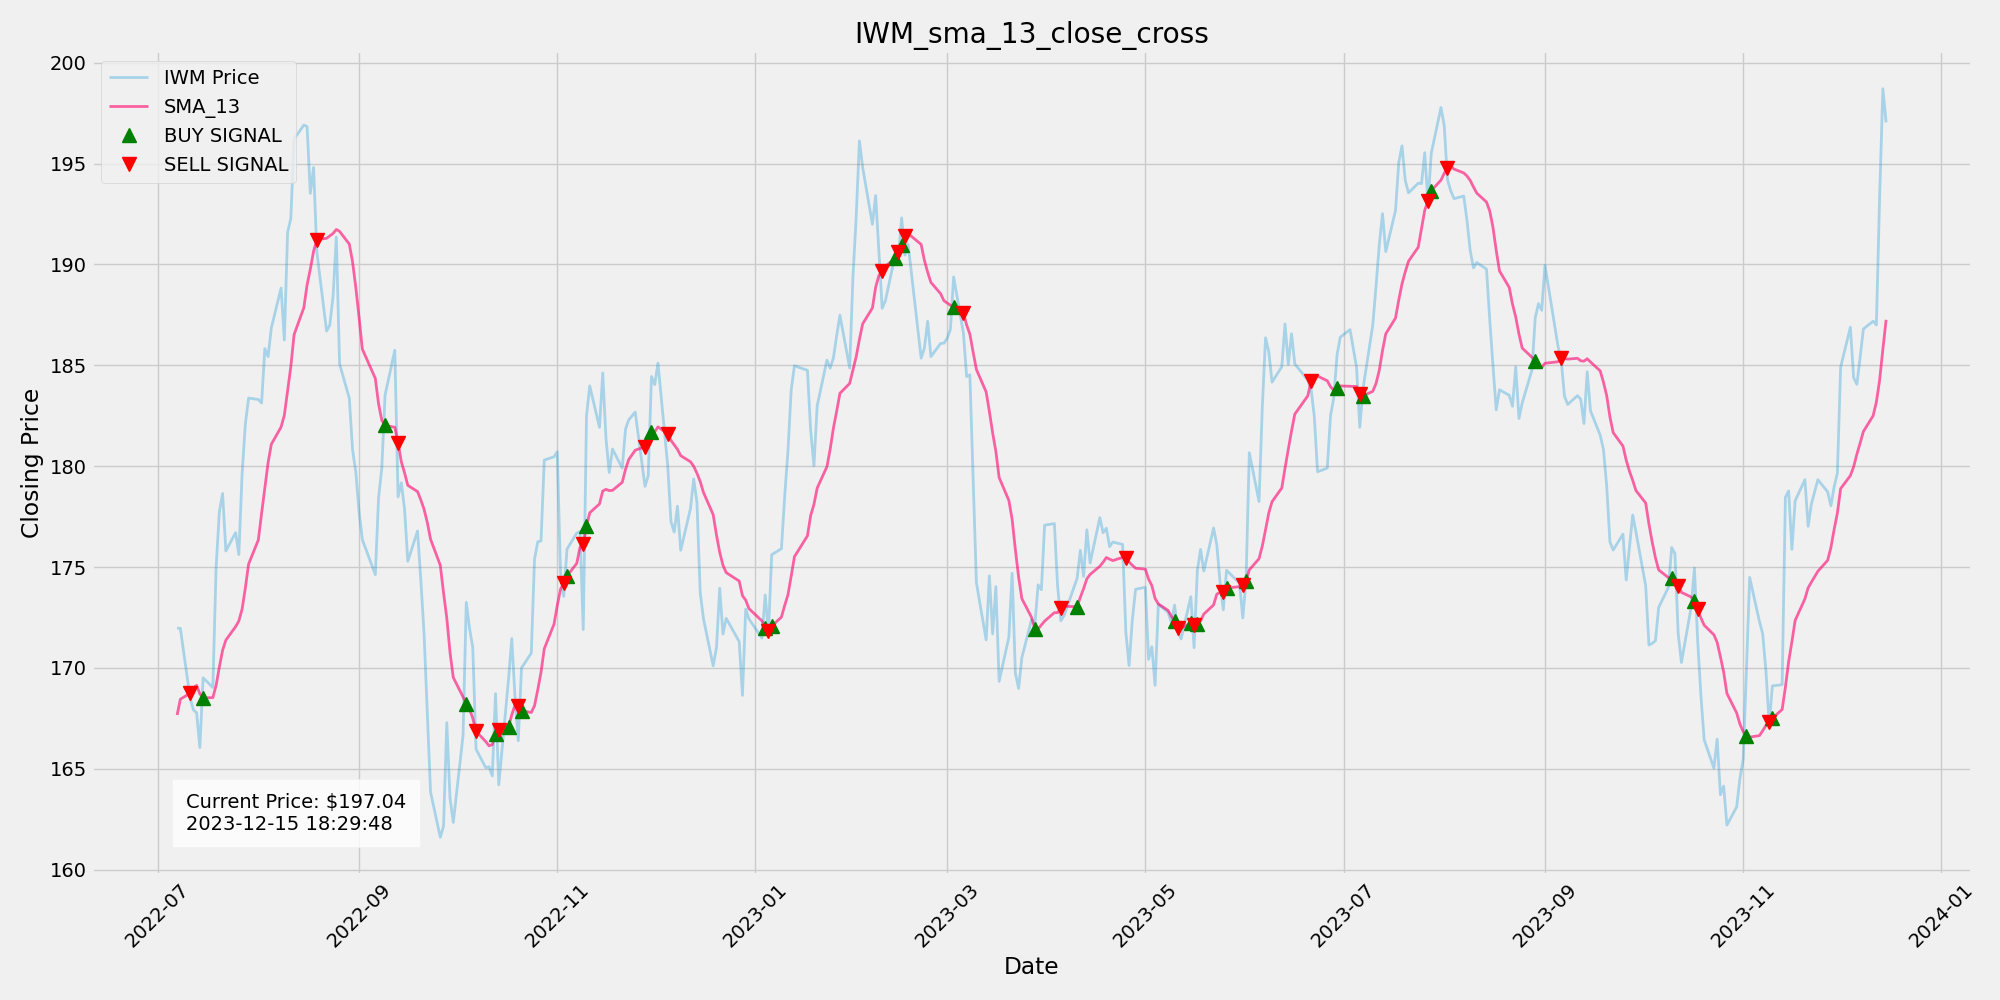 IWM_sma_13_close_cross
200
195
190
185
180
175
170
165
160
Closing Price
IWM Price
SMA_13
BUY SIGNAL
SELL SIGNAL
Current Price: $197.04
2023-12-15 18:29:48
2022-07
2022-09
2022-11
2023-01
2023-03
2023-05
2023-07
2023-09
2023-11
2024-01
Date